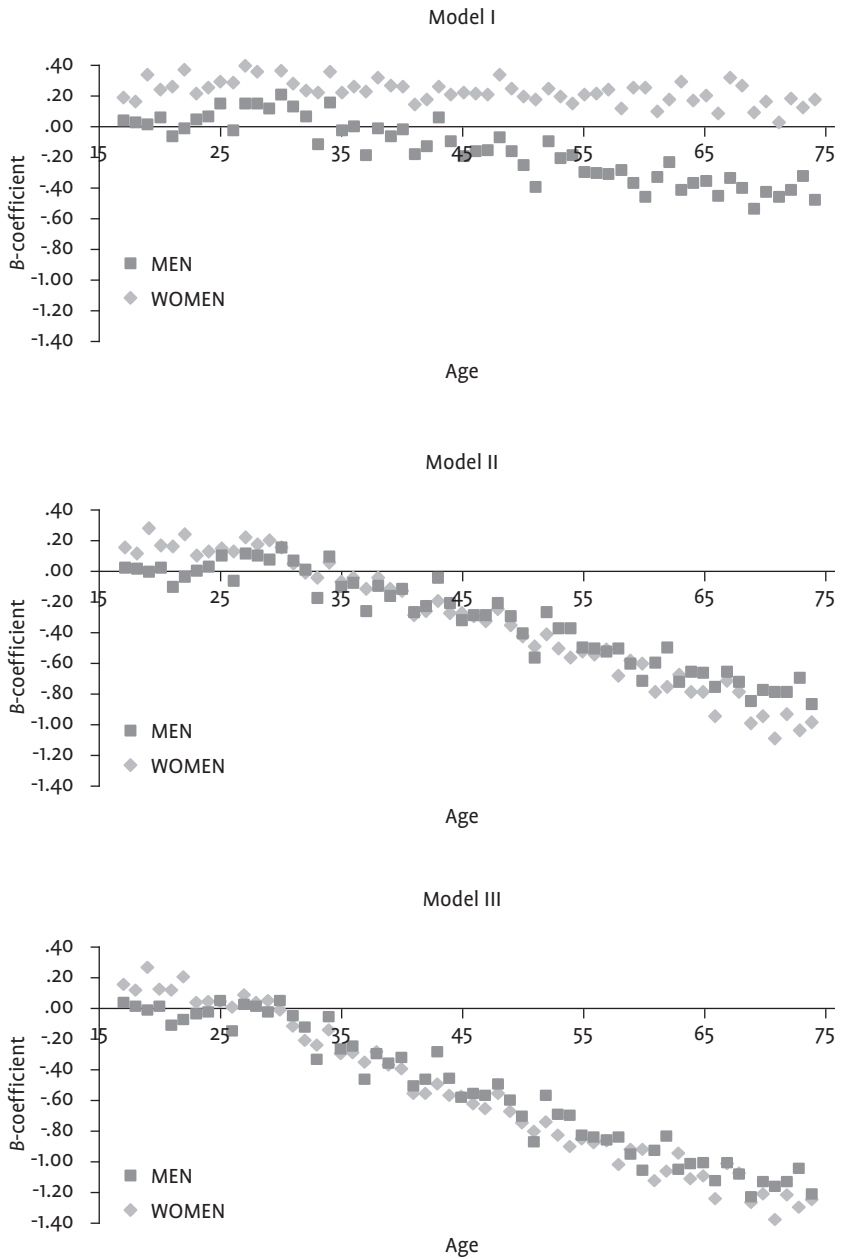 Model I
.40
.20
.00
15 25 35 45 55 65 75
-.20
-.40
-.60
-.80
-1.00
-1.20
-1.40
B-coefficient
MEN
WOMEN
Age
Model II
.40
.20
.00
15 25 35 45 55 65 75
-.20
-.40
-.60
-.80
-1.00
-1.20
-1.40
B-coefficient
MEN
WOMEN
Age
Model III
.40
.20
.00
15 25 35 45 55 65 75
-.20
-.40
-.60
-.80
-1.00
-1.20
-1.40
B-coefficient
MEN
WOMEN
Age